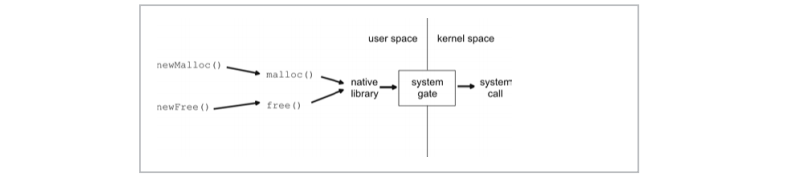 user space
kernel space
newMalloc()
malloc()
native
library
system
gate
system
call
newFree()
free()